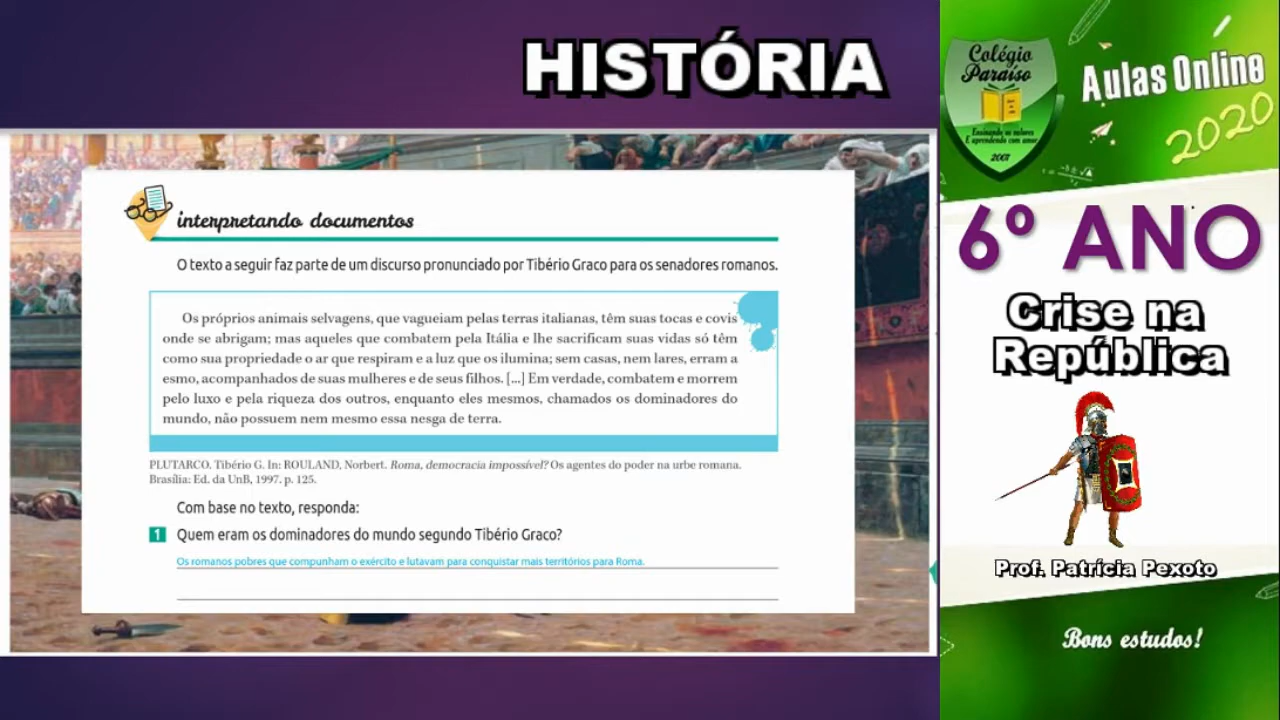 HISTÓRIA
interpretando documentos
O texto a seguir faz parte de um discurso pronunciado por Tibério Graco para os senadores romanos.
Os próprios animais selvagens, que vagueiam pelas terras italianas, têm suas tocas e covis
onde se abrigam; mas aqueles que combatem pela Itália e lhe sacrificam suas vidas só têm
como sua propriedade o ar que respiram e a luz que os ilumina; sem casas, nem lares, erram a
esmo, acompanhados de suas mulheres e de seus filhos. [...] Em verdade, combatem e morrem
pelo luxo e pela riqueza dos outros, enquanto eles mesmos, chamados os dominadores do
mundo, não possuem nem mesmo essa nesga de terra.
PLUTARCO. Tibério G. In: ROULAND, Norbert. Roma, democracia impossível? Os agentes do poder na urbe romana.
Brasília: Ed. da UnB, 1997. p. 125.
Com base no texto, responda:
1 Quem eram os dominadores do mundo segundo Tibério Graco?
Os romanos pobres que compunham o exército e lutavam para conquistar mais territórios para Roma.
Colégio
Paraíso
Ensinando os valores
E aprendendo com amor
2007
Aulas Online
2020
6º ANO
Crise na
República
Prof. Patrícia Pexoto
Bons estudos!